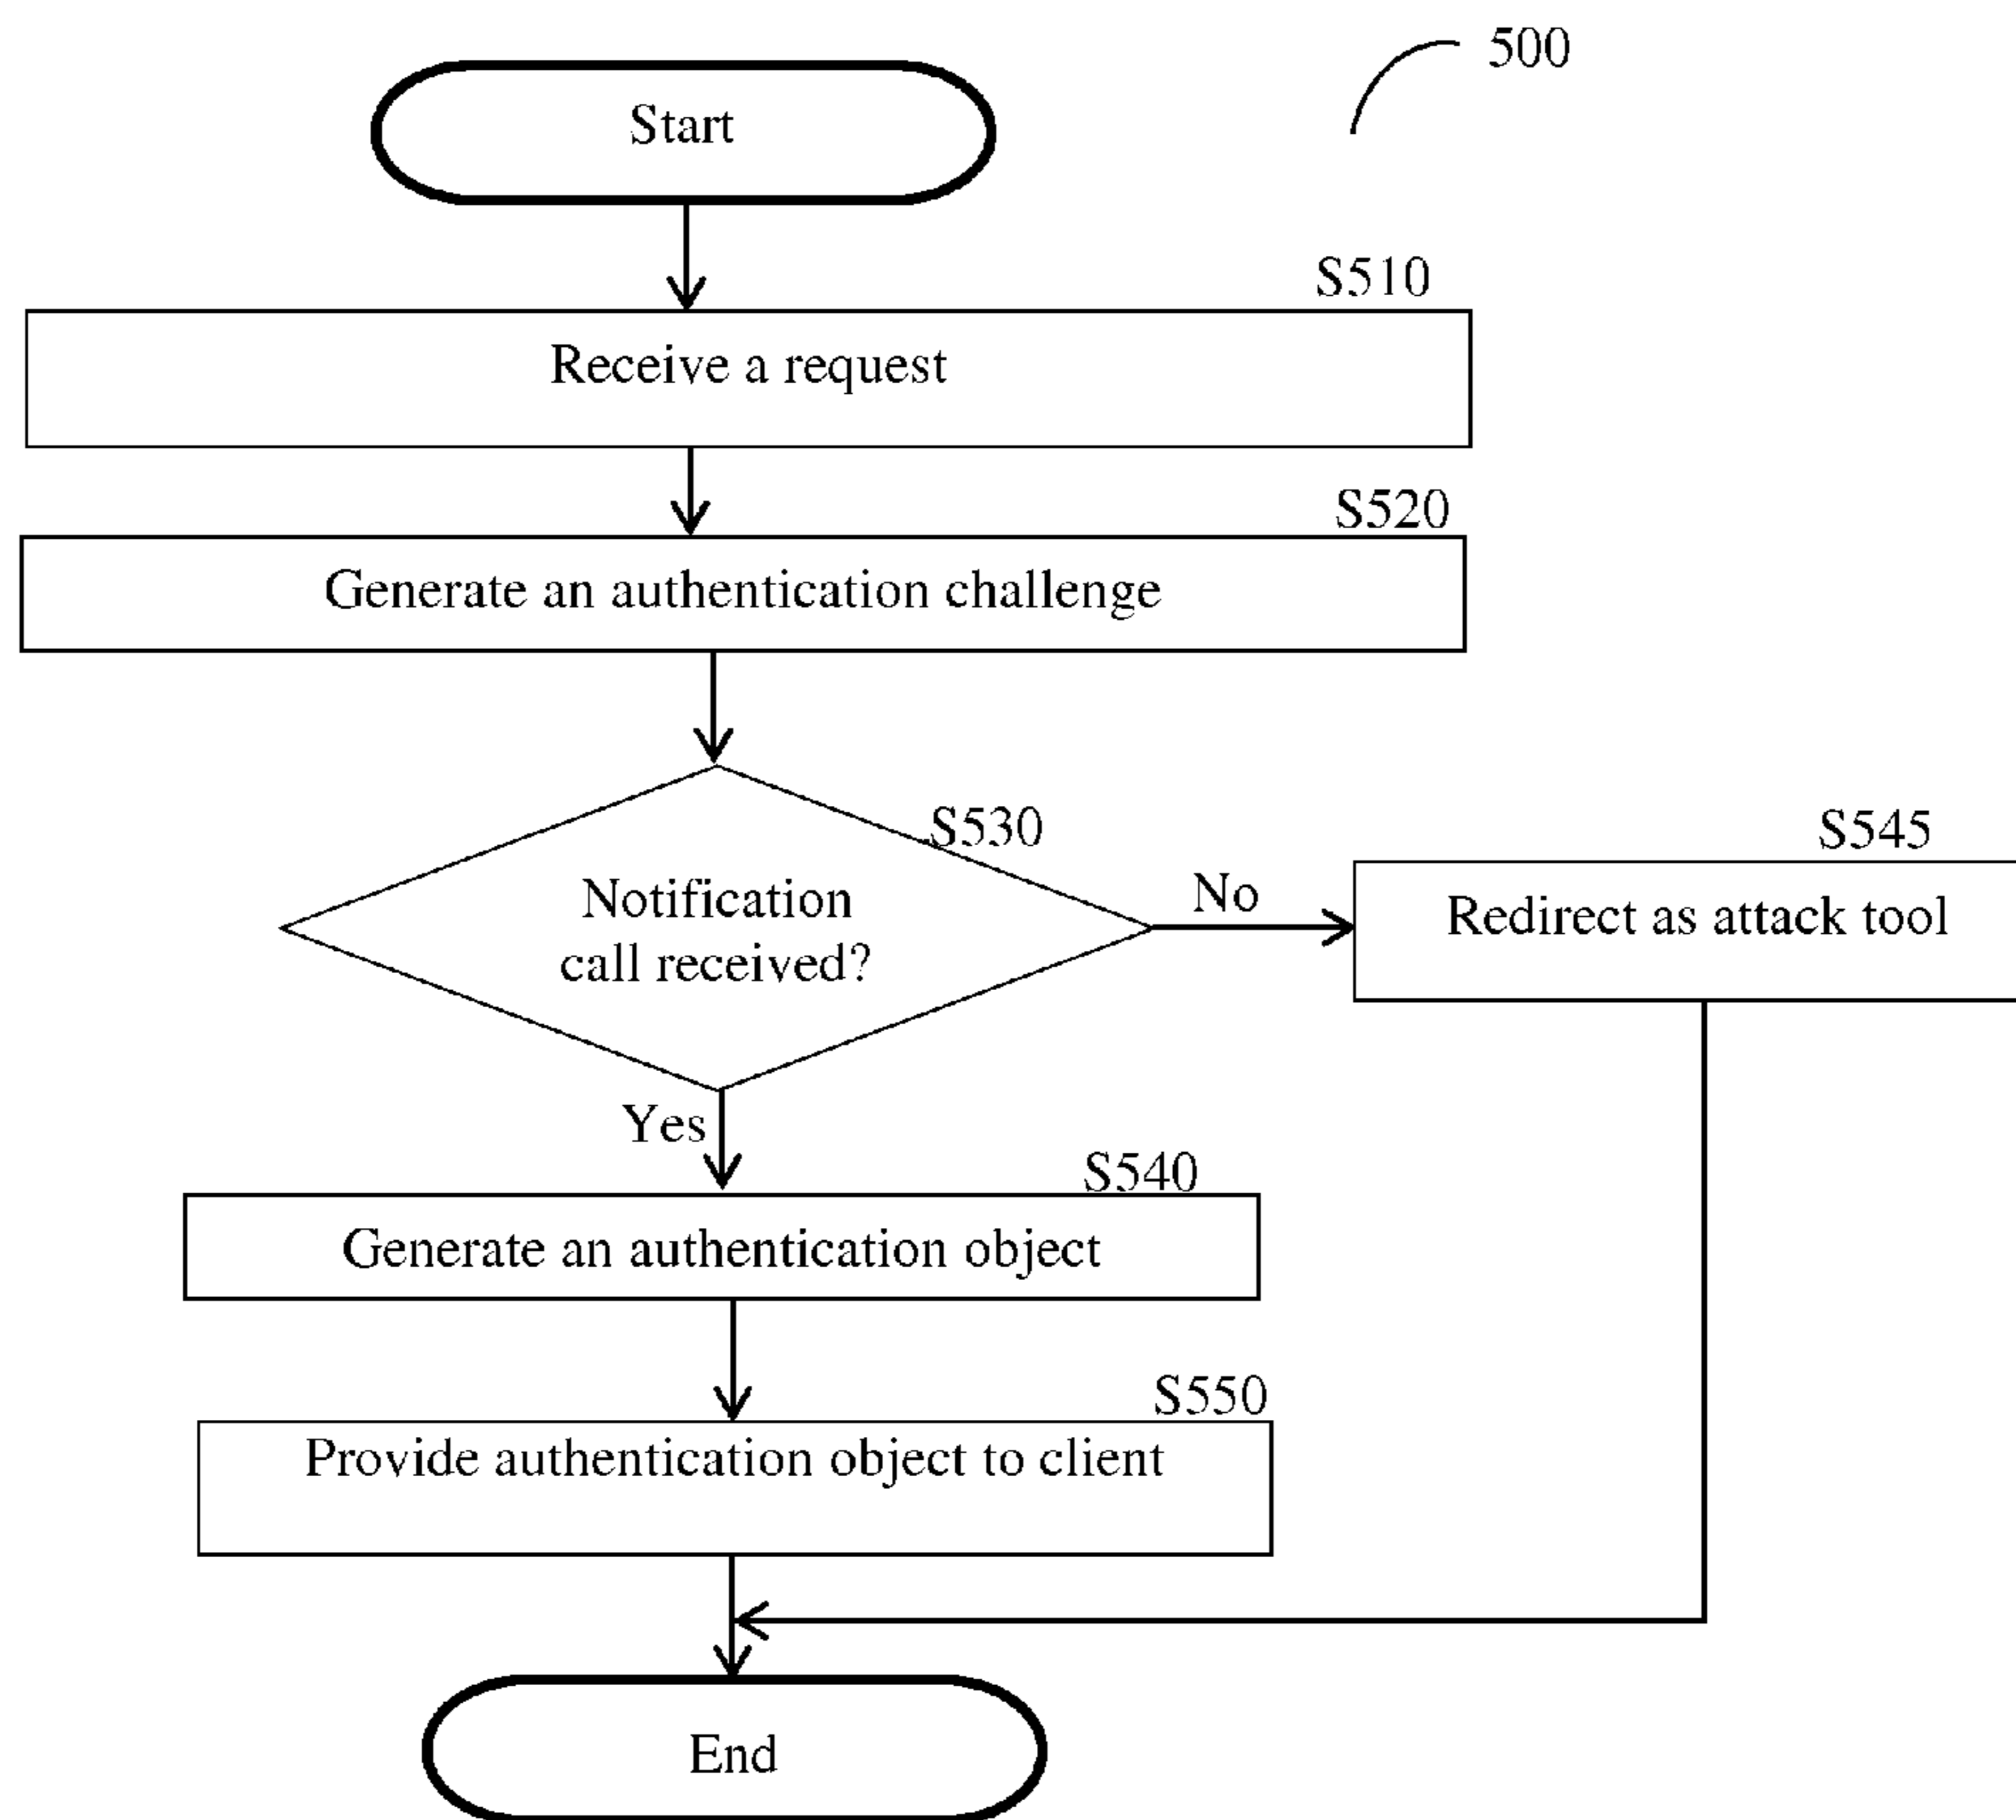 500
Start
S510
Receive a request
S520
Generate an authentication challenge
S530
Notification
call received?
No
S545
Redirect as attack tool
Yes
S540
Generate an authentication object
S550
Provide authentication object to client
End